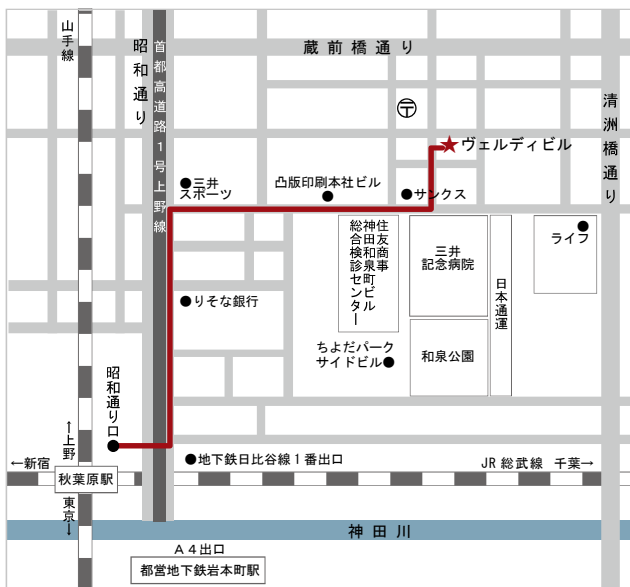 山手線
昭和通り
首都高道路1号上野線
蔵前橋通り
清洲橋通り
〒
★ヴェルディビル
●三井
スポーツ
凸版印刷本社ビル
●サンクス
住友商事
神田和泉町ビル
総合検診センター
三井
記念病院
日本通運
ライフ
●りそな銀行
ちよだパーク
サイドビル●
和泉公園
昭和通り口
←上野
←新宿
●地下鉄日比谷線1番出口
JR総武線 千葉→
秋葉原駅
東京→
神田川
A4出口
都営地下鉄岩本町駅